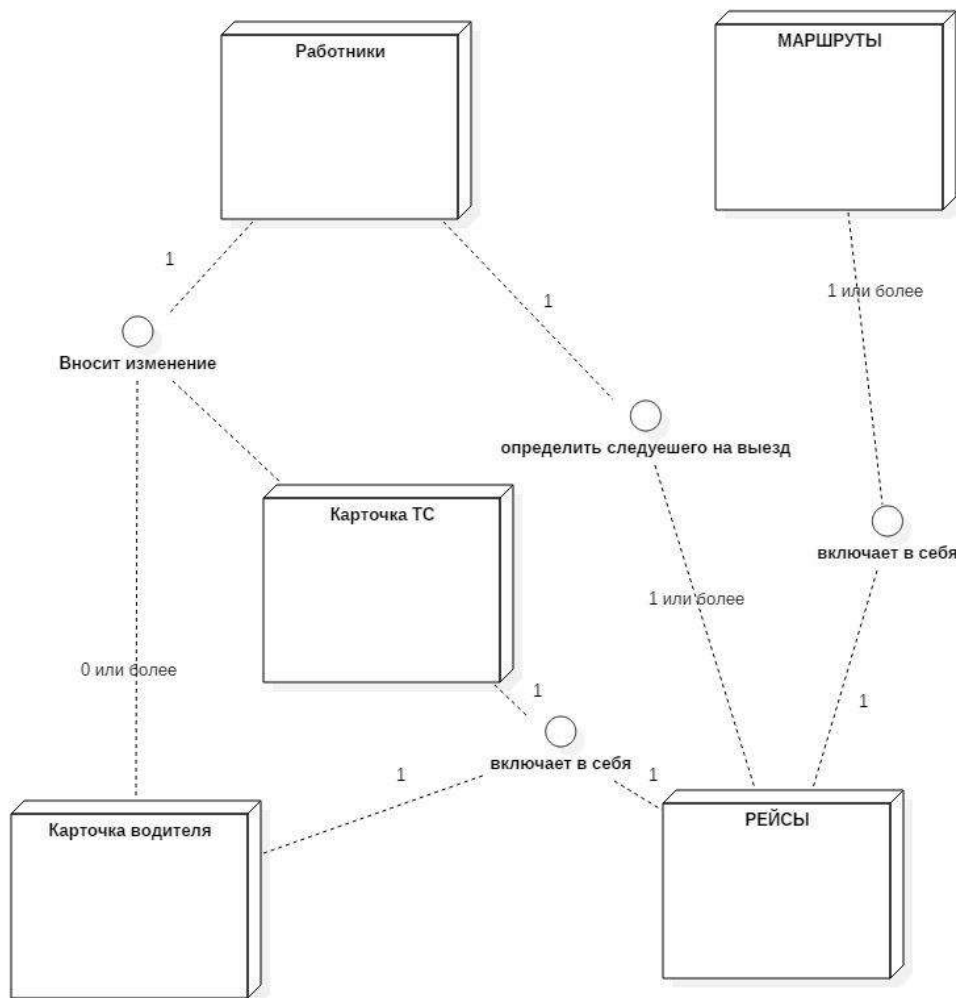 Работники
МАРШРУТЫ
1
1
1 или более
Вносит изменение
определить следуешего на выезд
Карточка ТС
включает в себя
1 или более
0 или более
1
1
включает в себя
1
1
Карточка водителя
РЕЙСЫ